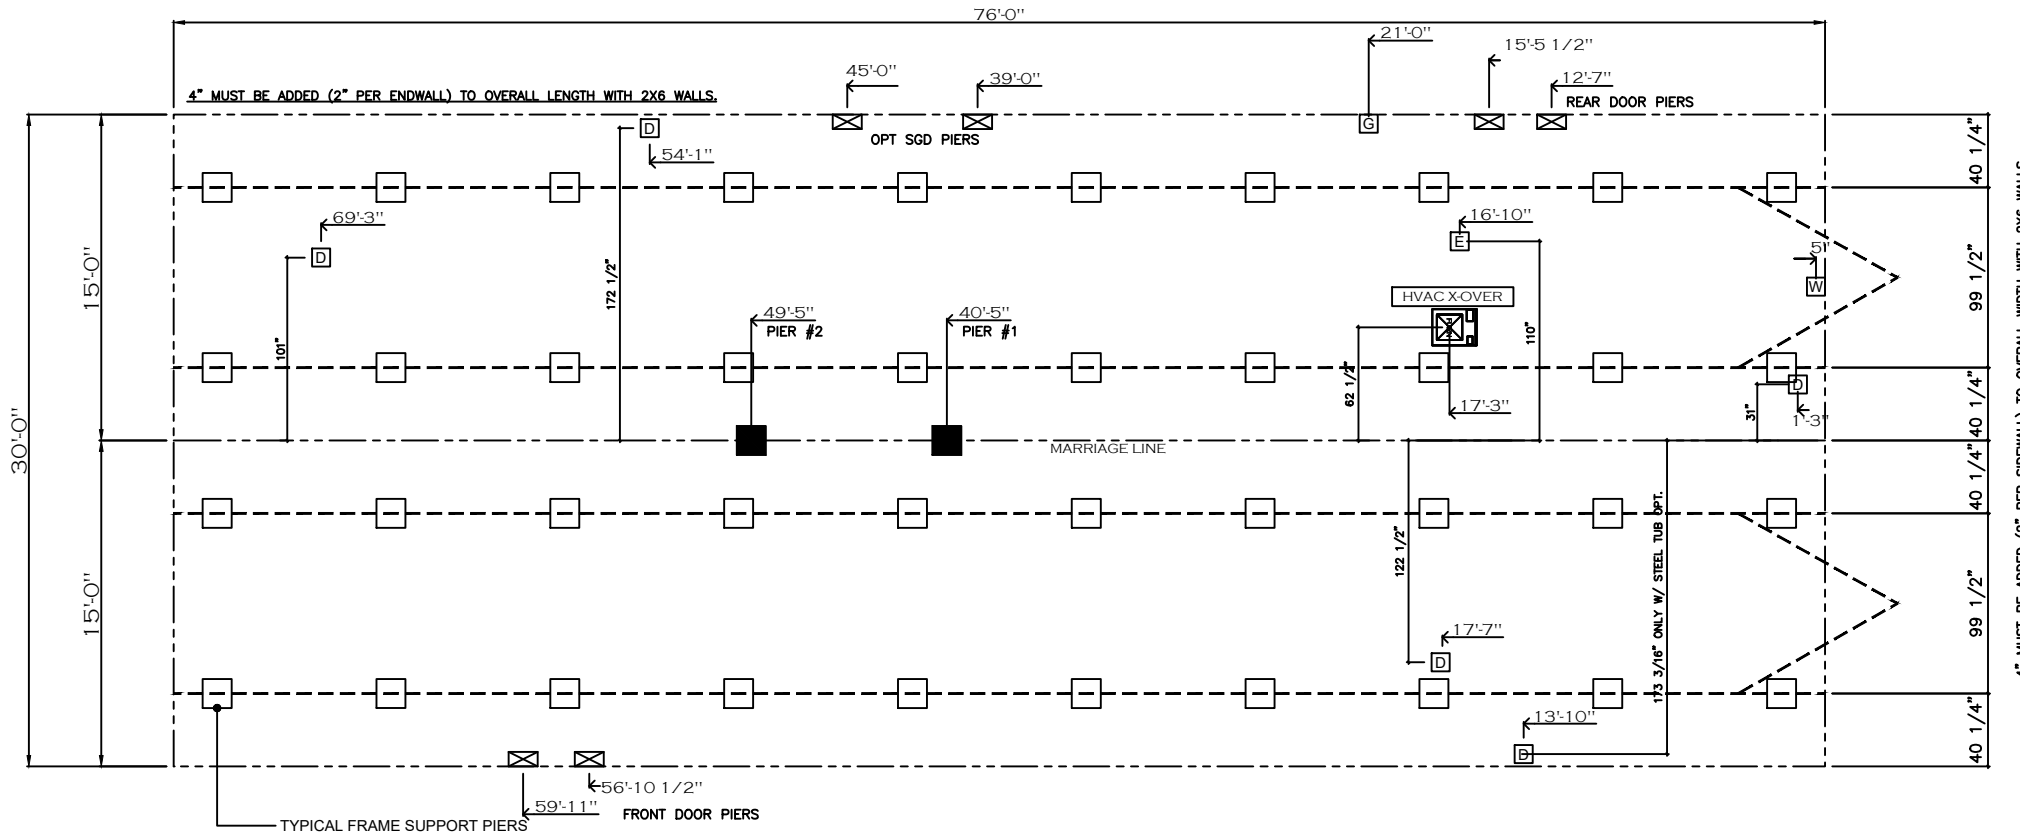 76'-0"
21'-0"
15'-5 1/2"
45'-0"
39'-0"
12'-7"
4" MUST BE ADDED (2" PER ENDWALL) TO OVERALL LENGTH WITH 2X6 WALLS.
REAR DOOR PIERS
D
G
OPT SGD PIERS
54'-1"
40 1/4"
69'-3"
16'-10"
E
D
5"
W
15'-0"
172 1/2"
99 1/2"
HVAC X-OVER
49'-5"
PIER #2
40'-5"
PIER #1
101"
110"
62 1/2"
17'-3"
D
31"
1'-3"
40 1/4"
30'-0"
MARRIAGE LINE
40 1/4"
122 1/2"
173 3/16" ONLY W/ STEEL TUB OPT.
15'-0"
99 1/2"
17'-7"
D
13'-10"
D
40 1/4"
56'-10 1/2"
59'-11"
FRONT DOOR PIERS
TYPICAL FRAME SUPPORT PIERS